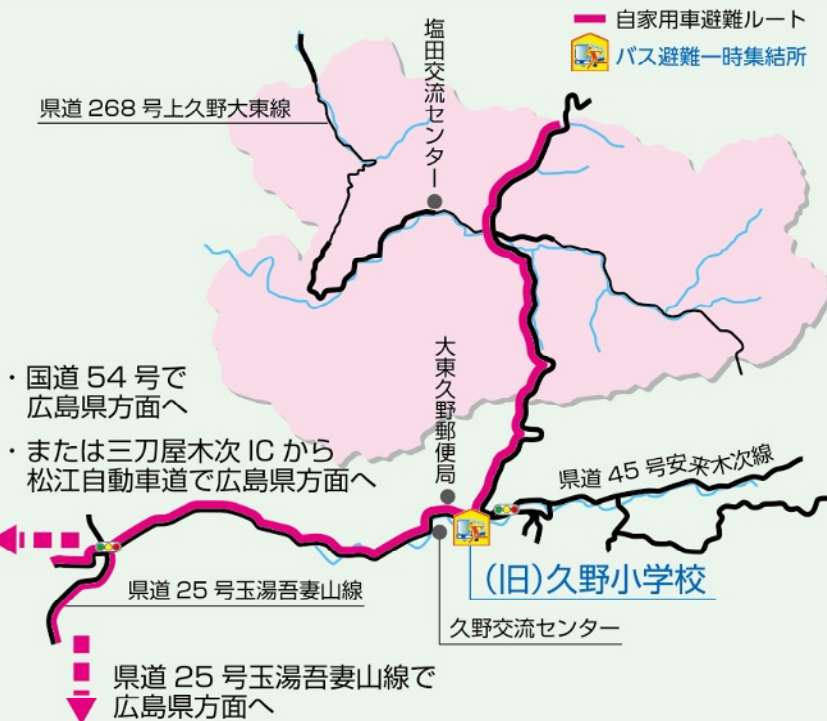 自家用車避難ルート
バス避難一時集結所
県道 268 号上久野大東線
塩田交流センター
大東久野郵便局
・国道 54 号で
広島県方面へ
・または三刀屋木次 IC から
松江自動車道で広島県方面へ
県道 45 号安来木次線
(旧)久野小学校
県道 25 号玉湯吾妻山線
久野交流センター
県道 25 号玉湯吾妻山線で
広島県方面へ